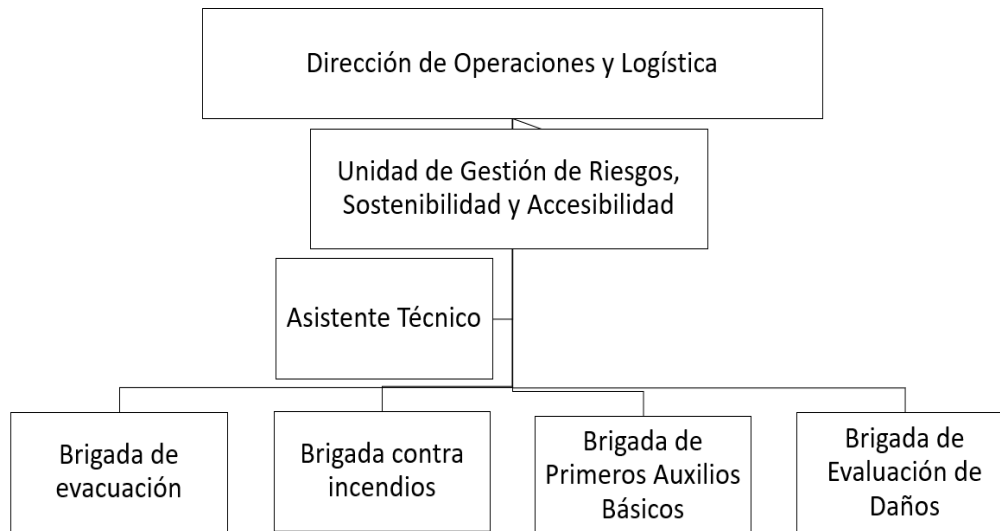 Dirección de Operaciones y Logística
Unidad de Gestión de Riesgos,
Sostenibilidad y Accesibilidad
Asistente Técnico
Brigada de
evacuación
Brigada contra
incendios
Brigada de
Primeros Auxilios
Básicos
Brigada de
Evaluación de
Daños